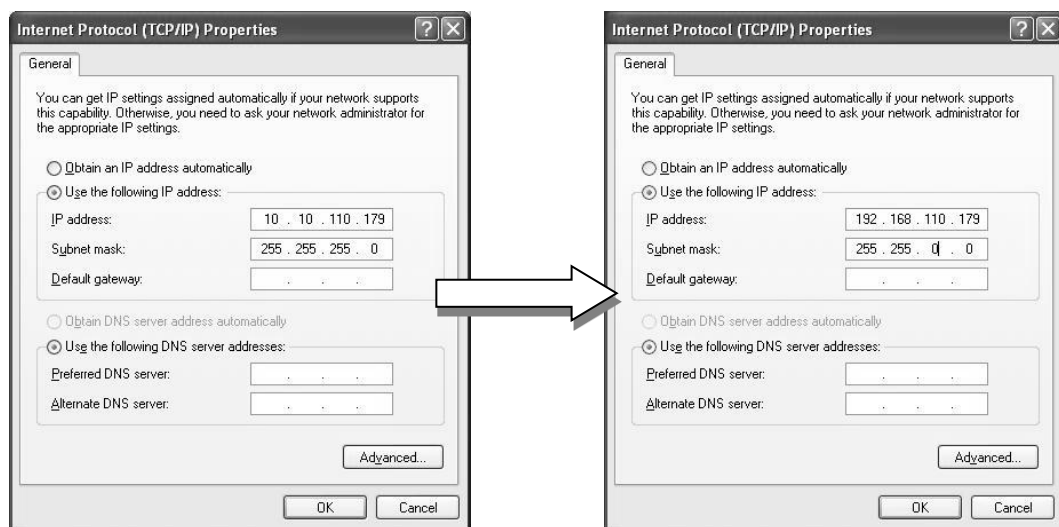 Internet Protocol (TCP/IP) Properties
General
You can get IP settings assigned automatically if your network supports
this capability. Otherwise, you need to ask your network administrator for
the appropriate IP settings.
Obtain an IP address automatically
Use the following IP address:
IP address: 10 . 10 . 110 . 179
Subnet mask: 255 . 255 . 255 . 0
Default gateway: . . .
Obtain DNS server address automatically
Use the following DNS server addresses:
Preferred DNS server: . . .
Alternate DNS server: . . .
Advanced...
OK Cancel
Internet Protocol (TCP/IP) Properties
General
You can get IP settings assigned automatically if your network supports
this capability. Otherwise, you need to ask your network administrator for
the appropriate IP settings.
Obtain an IP address automatically
Use the following IP address:
IP address: 192 . 168 . 110 . 179
Subnet mask: 255 . 255 . 0 . 0
Default gateway: . . .
Obtain DNS server address automatically
Use the following DNS server addresses:
Preferred DNS server: . . .
Alternate DNS server: . . .
Advanced...
OK Cancel